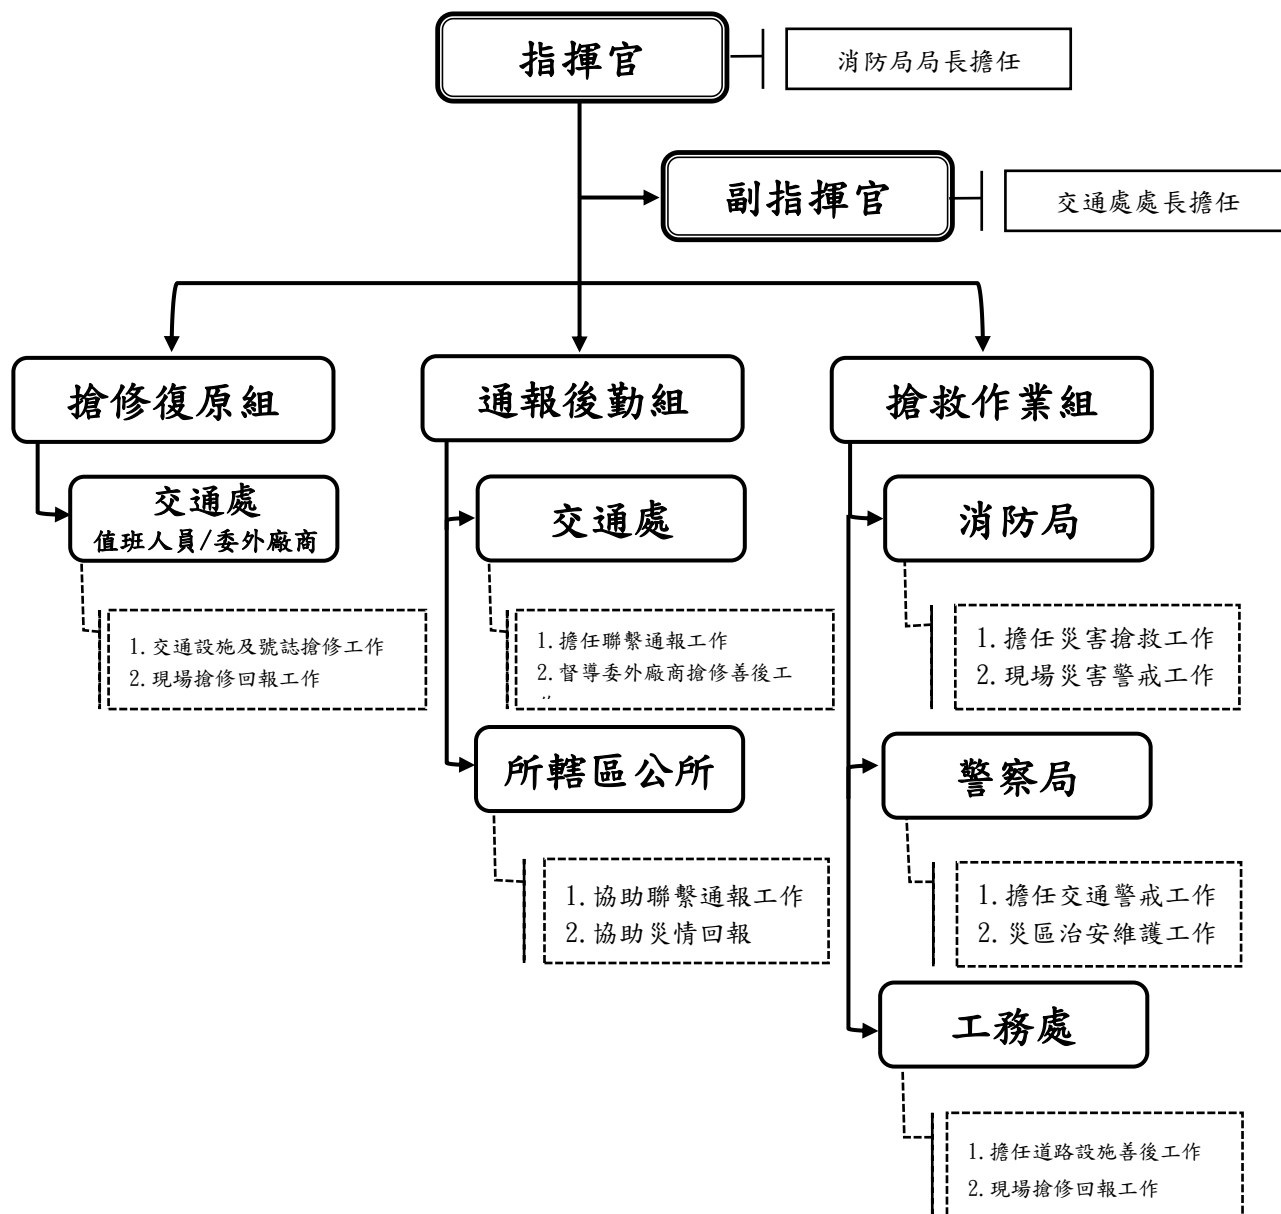 指揮官
消防局局長擔任
副指揮官
交通處處長擔任
搶修復原組
通報後勤組
搶救作業組
交通處
值班人員/委外廠商
1.交通設施及號誌搶修工作
2.現場搶修回報工作
交通處
1.擔任聯繫通報工作
2.督導委外廠商搶修善後工
所轄區公所
1.協助聯繫通報工作
2.協助災情回報
消防局
1.擔任災害搶救工作
2.現場災害警戒工作
警察局
1.擔任交通警戒工作
2.災區治安維護工作
工務處
1.擔任道路設施善後工作
2.現場搶修回報工作